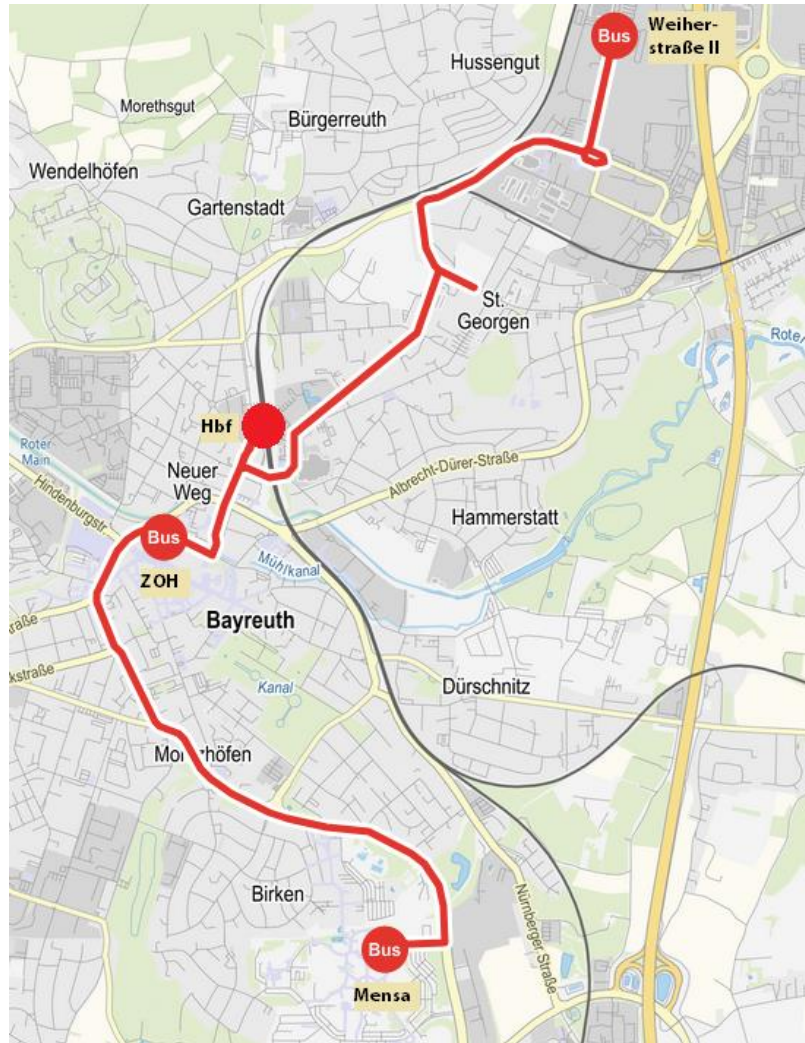 Bus
Weiher-
straße II
Hussengut
Morethsgut
Bürgerreuth
Wendelhöfen
Gartenstadt
St.
Georgen
Rote
Hbf
Roter
Main
Neuer
Weg
Albrecht-Dürer-Straße
Hindenburgstr.
Hammerstatt
Bus
Mühlkanal
ZOH
Bayreuth
straße
kstraße
Kanal
Dürschnitz
Birken
Nürnberger Straße
Bus
Mensa